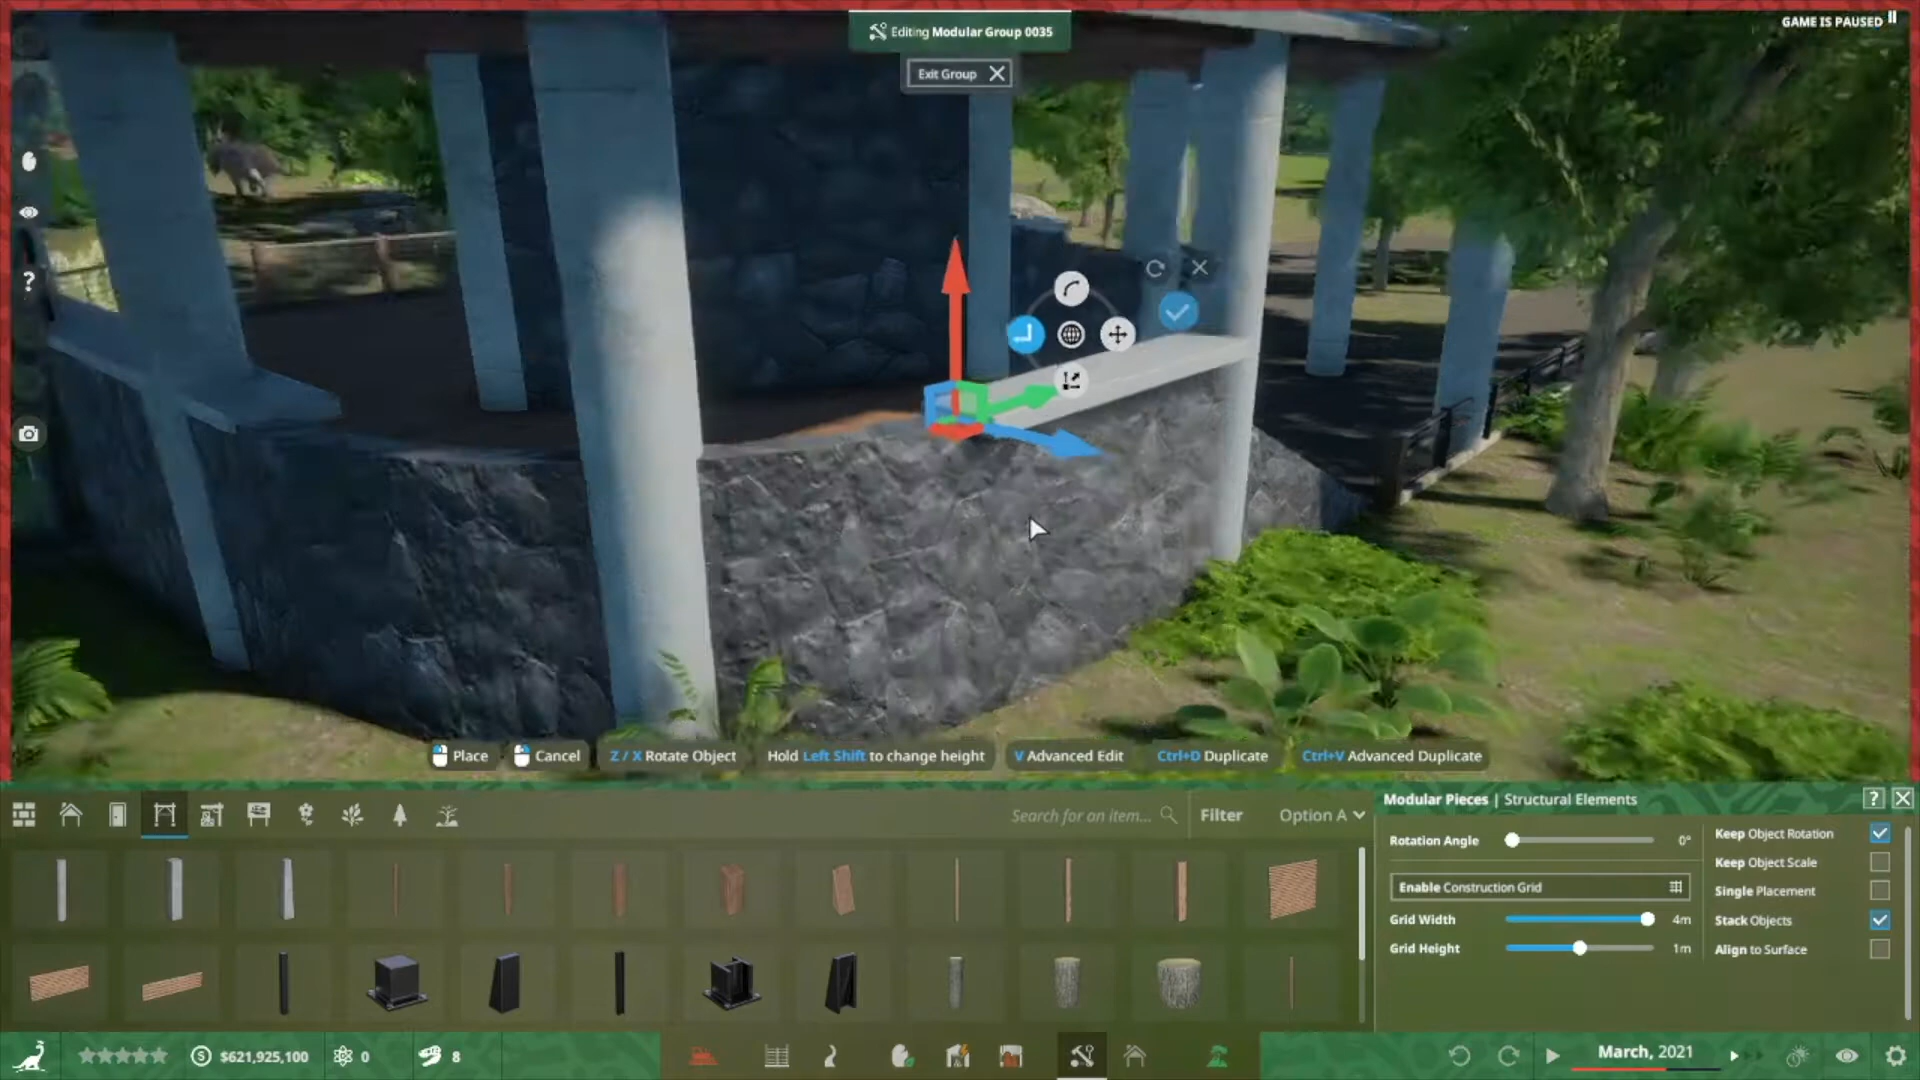 GAME IS PAUSED
Editing Modular Group 0035
Exit Group
?
Place
Cancel
Z / X Rotate Object
Hold Left Shift to change height
V Advanced Edit
Ctrl+D Duplicate
Ctrl+V Advanced Duplicate
Search for an item...
Filter
Option A
Modular Pieces | Structural Elements
?
Rotation Angle
0°
Enable Construction Grid
Grid Width
4m
Grid Height
1m
Keep Object Rotation
Keep Object Scale
Single Placement
Stack Objects
Align to Surface
$621,925,100
0
8
March, 2021